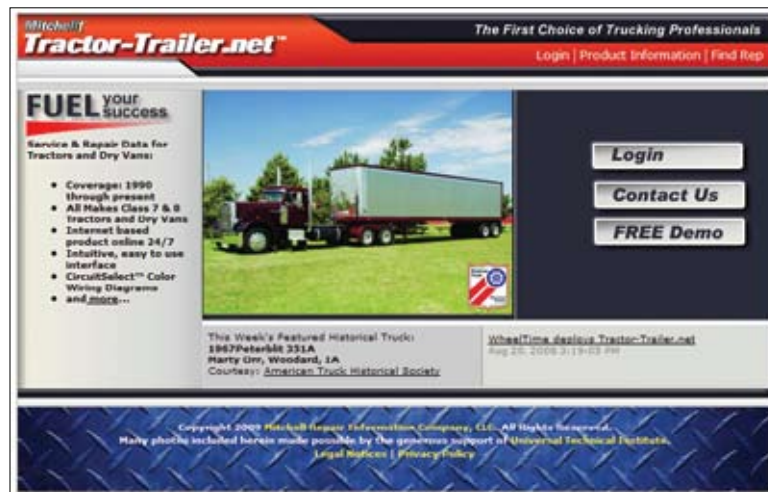 Mitchell1
Tractor-Trailer.net™
The First Choice of Trucking Professionals
Login | Product Information | Find Rep
FUEL your
success
Service & Repair Data for
Tractors and Dry Vans:
• Coverage: 1990
through present
• All Makes Class 7 & 8
Tractors and Dry Vans
• Internet based
product online 24/7
• Intuitive, easy to use
interface
• CircuitSelect™ Color
Wiring Diagrams
• and more...
Login
Contact Us
FREE Demo
This Week's Featured Historical Truck:
1967Peterblit 351A
Marty Orr, Woodard, IA
Courtesy: American Truck Historical Society
WheelTime deploys Tractor-Trailer.net
Aug 20, 2008 3:19:03 PM
Copyright 2009 Mitchell Repair Information Company, LLC. All Rights Reserved.
Many photos included herein made possible by the generous support of Universal Technical Institute.
Legal Notices | Privacy Policy